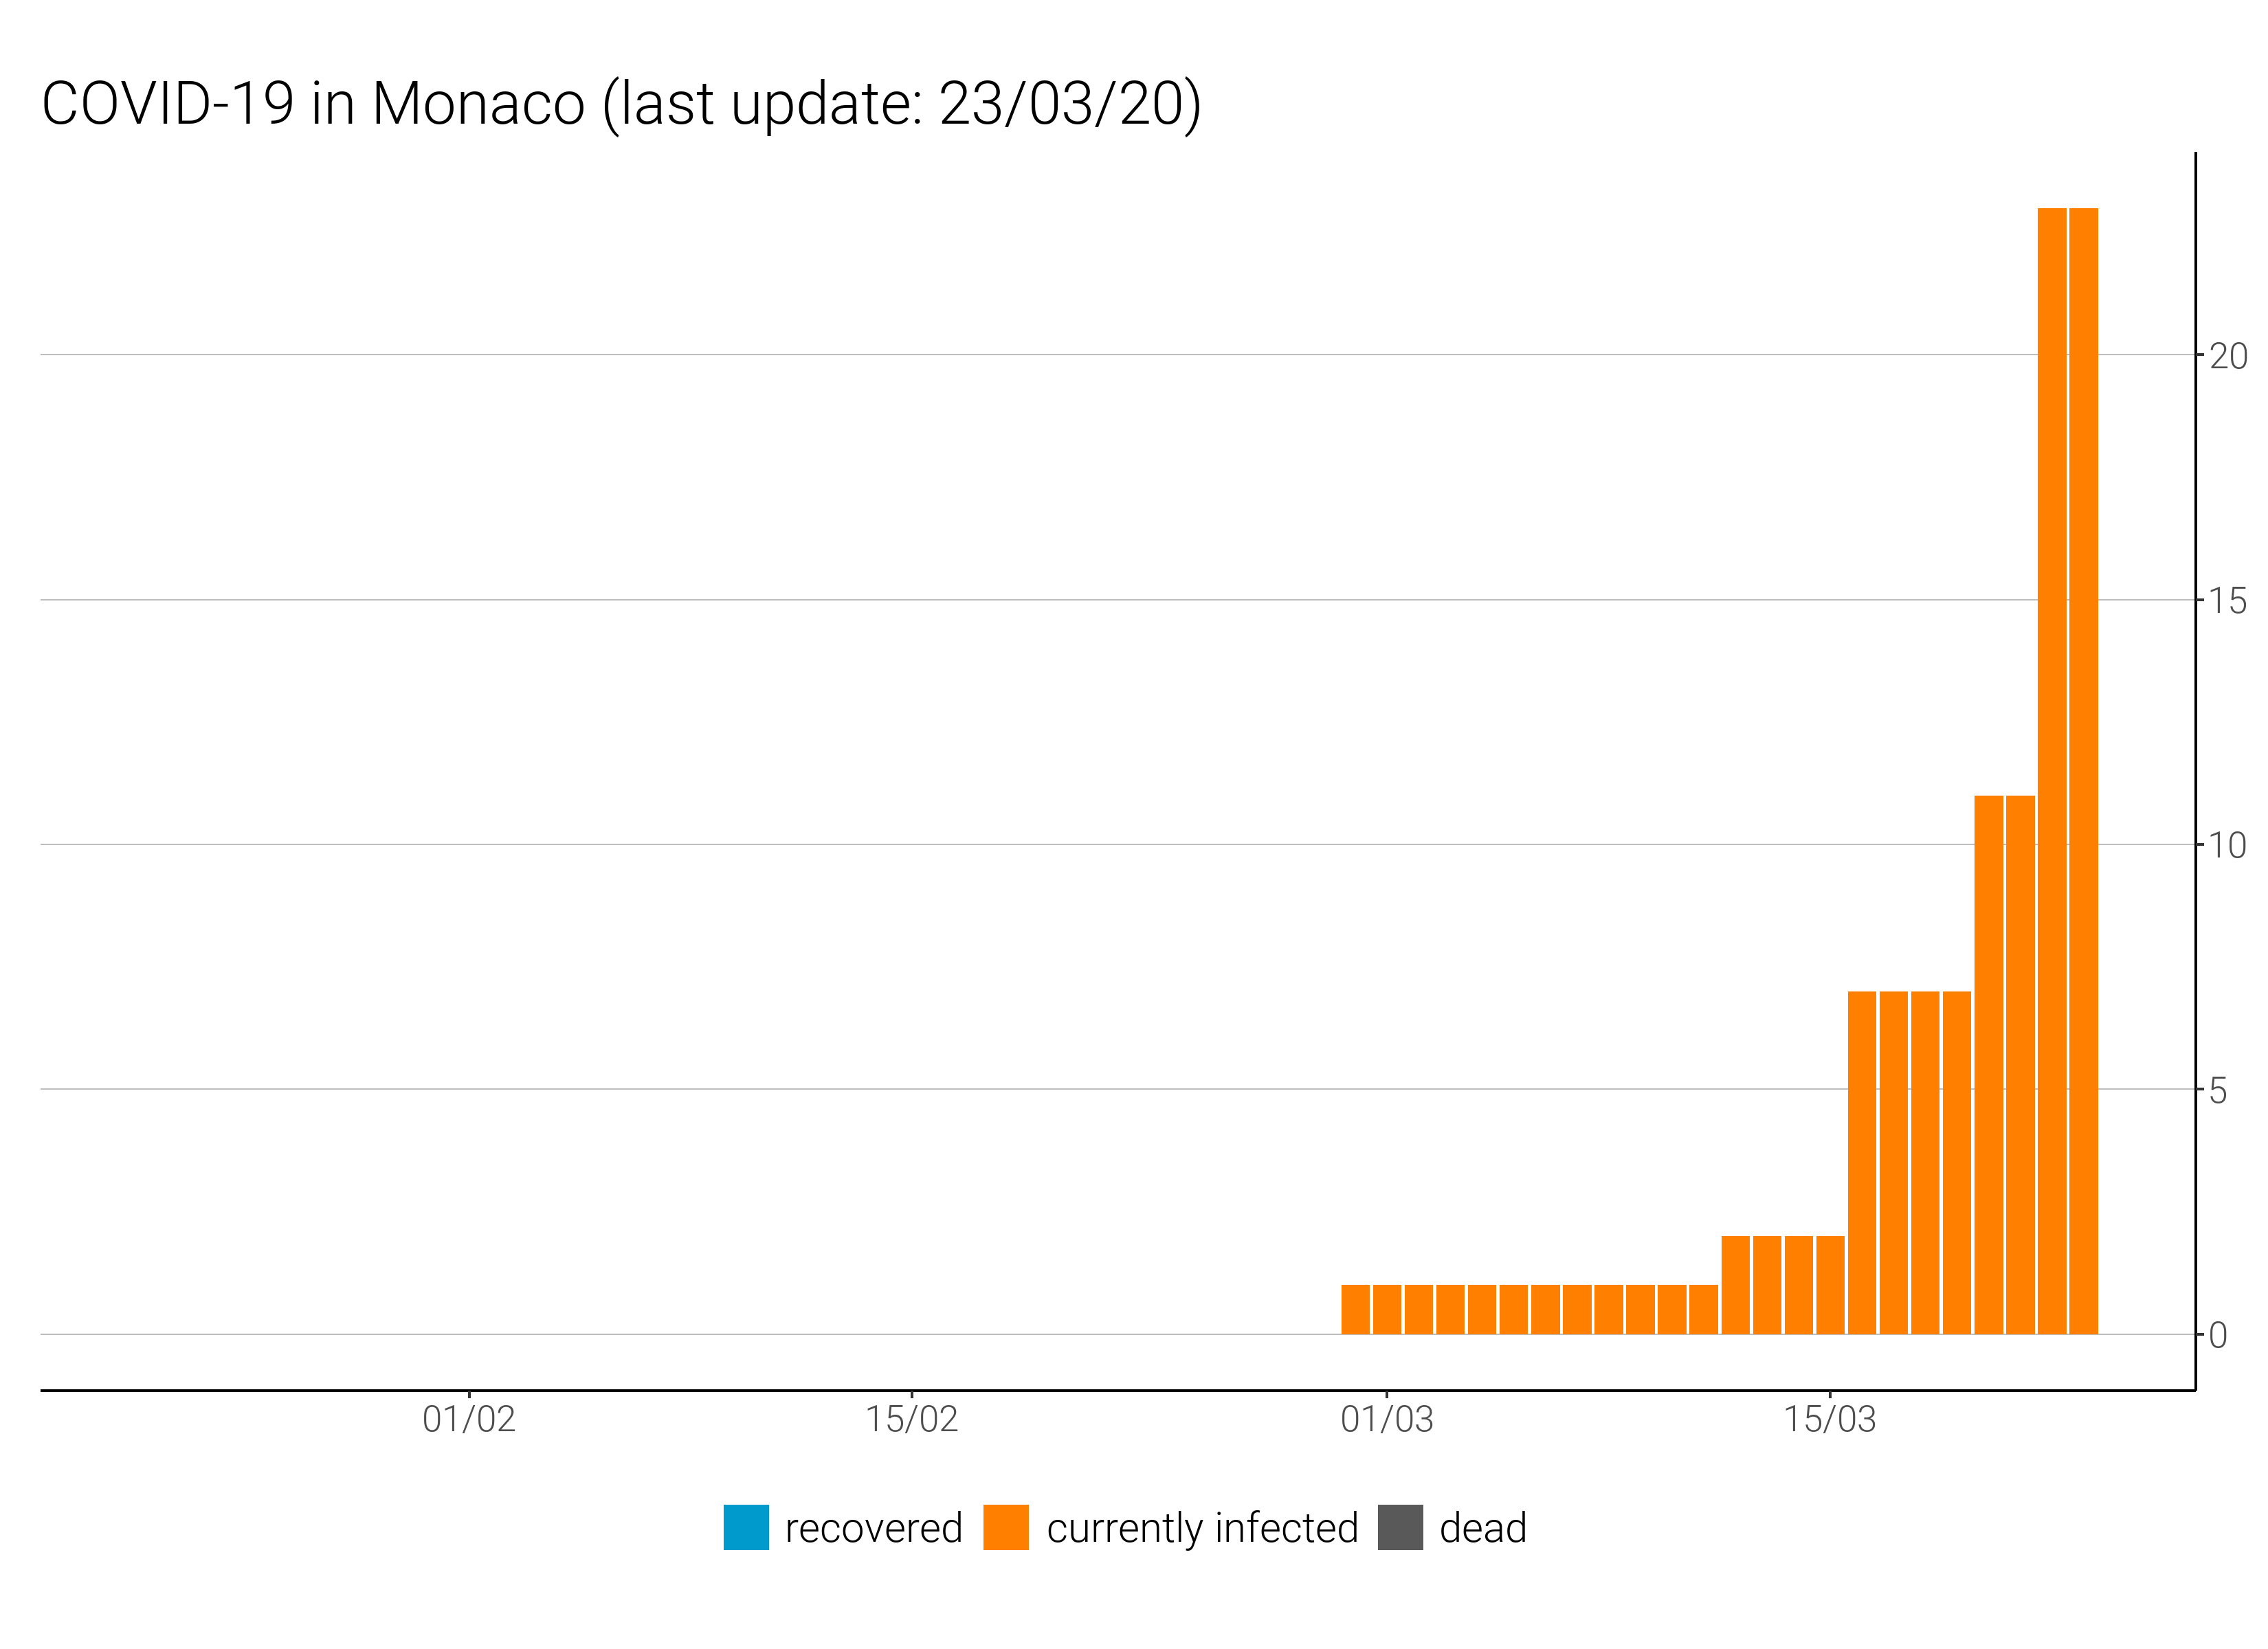 COVID-19 in Monaco (last update: 23/03/20)
20
15
10
5
0
01/02 15/02 01/03 15/03
recovered currently infected dead